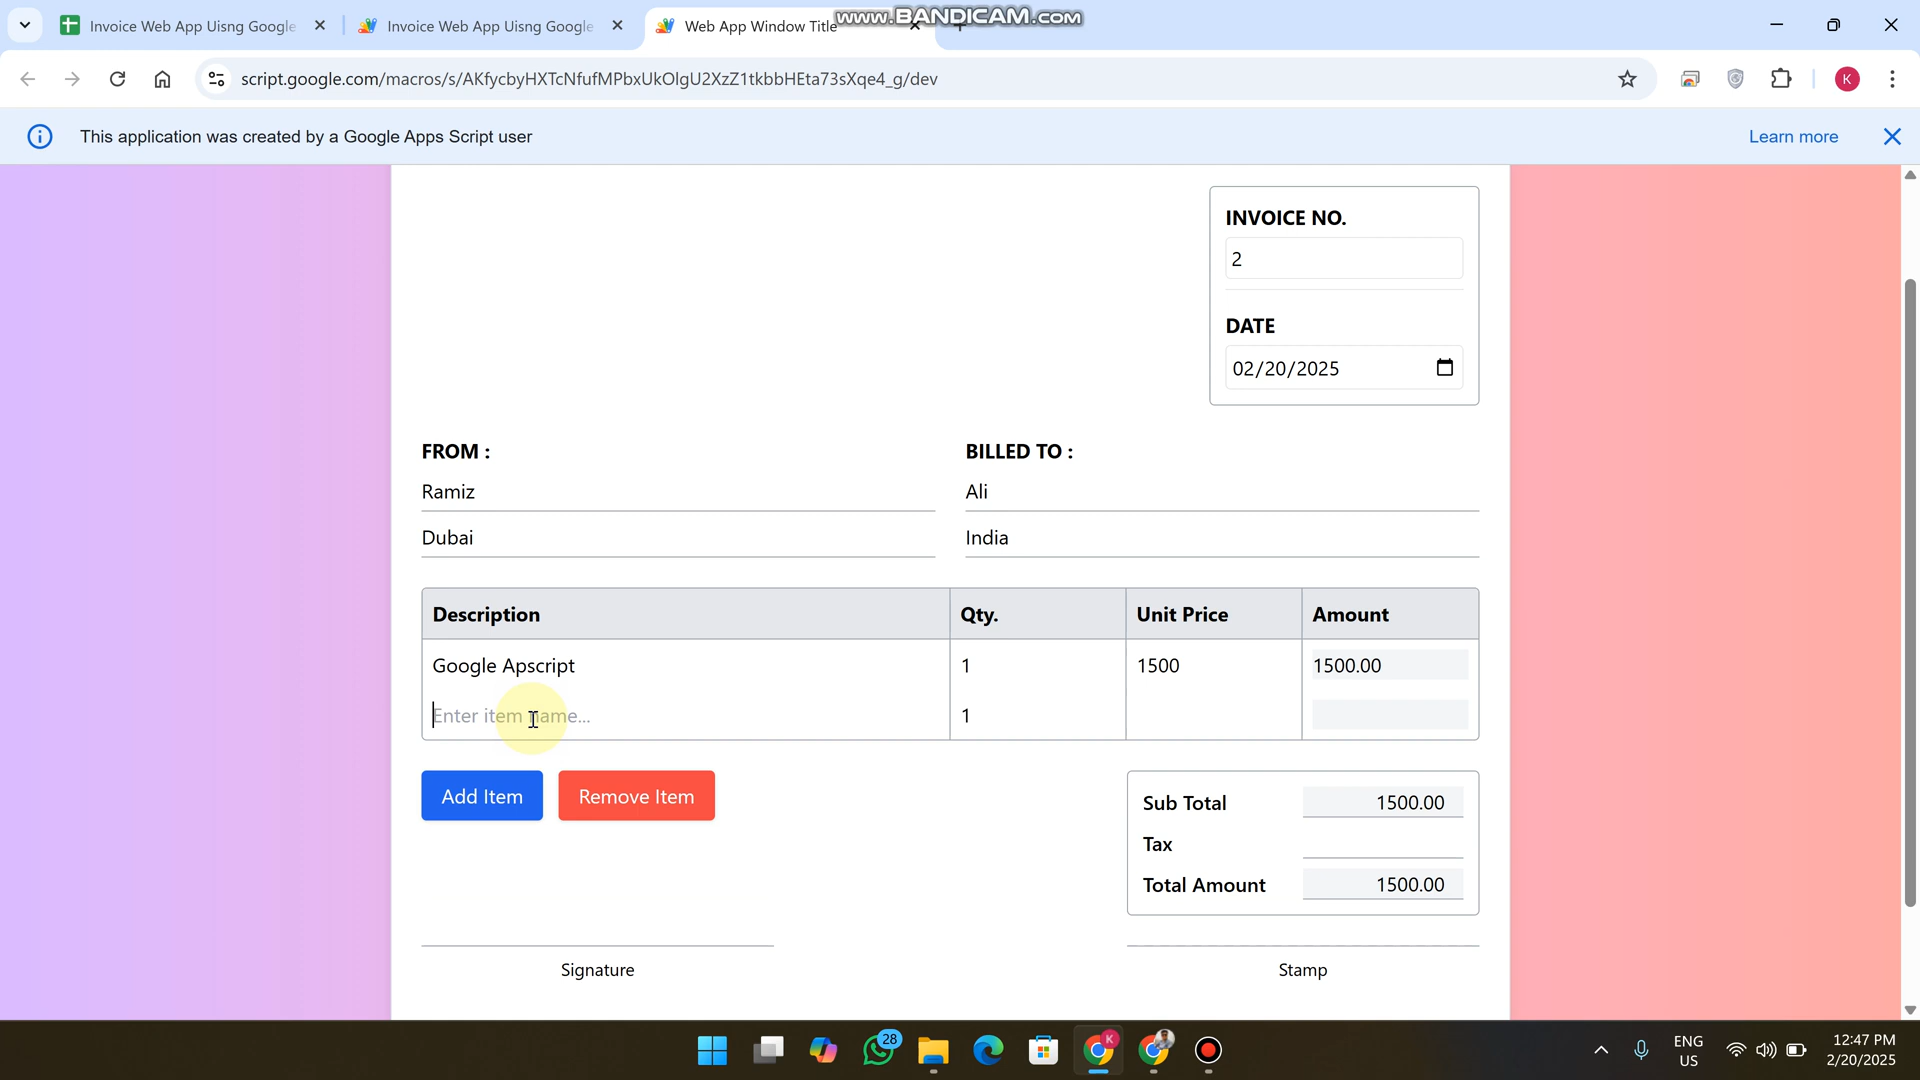 Invoice Web App Uisng Google
Invoice Web App Uisng Google
Web App Window Title
www.BANDICAM.com
script.google.com/macros/s/AKfycbyHXTcNfufMPbxUkOlgU2XzZ1tkbbHEta73sXqe4_g/dev
K
This application was created by a Google Apps Script user
Learn more
INVOICE NO.
2
DATE
02/20/2025
FROM :
BILLED TO :
Ramiz
Ali
Dubai
India
Description Qty. Unit Price Amount
Google Apscript 1 1500 1500.00
Enter item name... 1
Add Item
Remove Item
Sub Total 1500.00
Tax
Total Amount 1500.00
Signature
Stamp
28
K
ENG
US
12:47 PM
2/20/2025